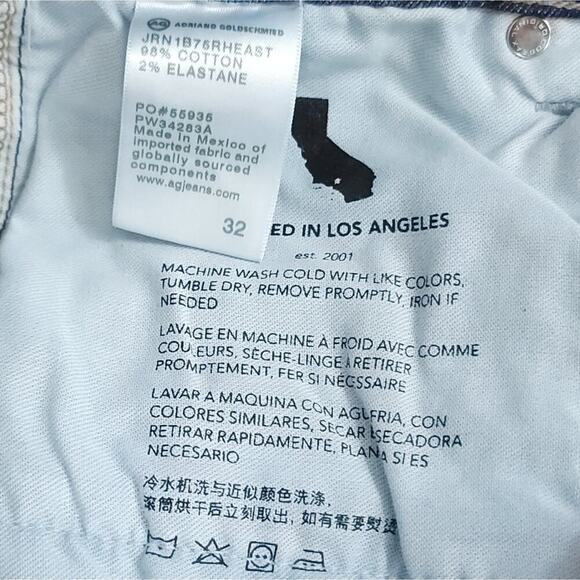 AG ADRIANO GOLDSCHMIED
JRN1B75RHEAST
98% COTTON
2% ELASTANE
PO#55935
PW34283A
Made in Mexico of
imported fabric and
globally sourced
components
www.agjeans.com
32
ED IN LOS ANGELES
est. 2001
MACHINE WASH COLD WITH LIKE COLORS,
TUMBLE DRY, REMOVE PROMPTLY, IRON IF
NEEDED
LAVAGE EN MACHINE À FROID AVEC COMME
COULEURS, SÈCHE-LINGE À RETIRER
PROMPTEMENT, FER SI NÉCSSAIRE
LAVAR A MAQUINA CON AGUFRIA, CON
COLORES SIMILARES, SECAR SECADORA
RETIRAR RAPIDAMENTE, PLANA SI ES
NECESARIO
冷水机洗与近似颜色洗涤,
滚筒烘干后立刻取出, 如有需要熨烫